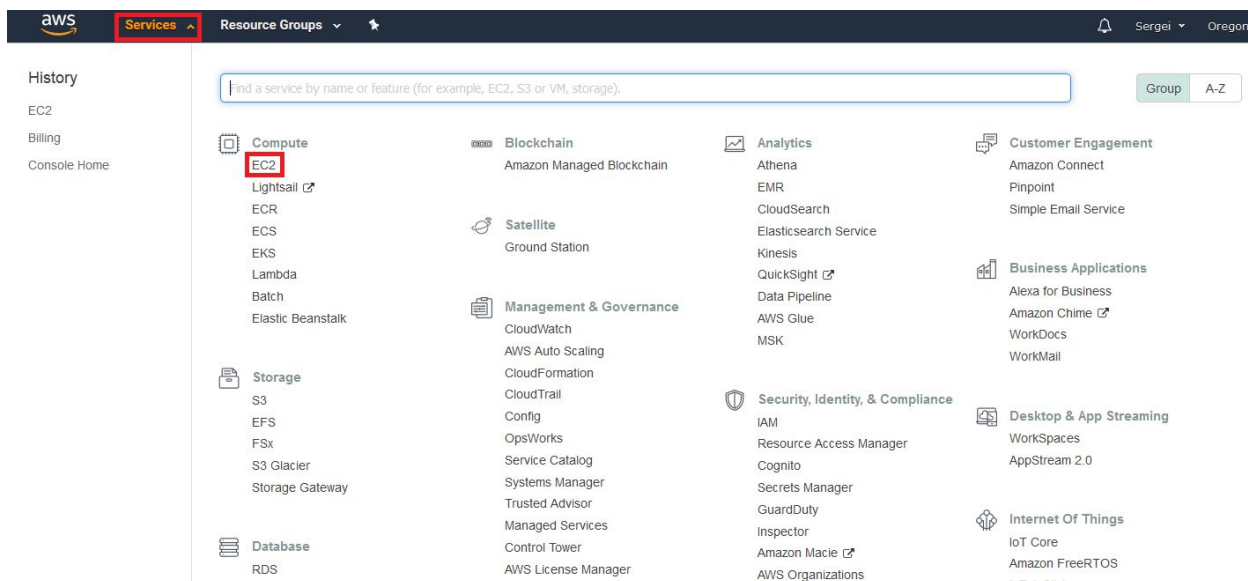 aws
Services
Resource Groups
Sergei
Oregon
History
EC2
Billing
Console Home
Find a service by name or feature (for example, EC2, S3 or VM, storage).
Group
A-Z
Compute
EC2
Lightsail
ECR
ECS
EKS
Lambda
Batch
Elastic Beanstalk
Storage
S3
EFS
FSx
S3 Glacier
Storage Gateway
Database
RDS
Blockchain
Amazon Managed Blockchain
Satellite
Ground Station
Management & Governance
CloudWatch
AWS Auto Scaling
CloudFormation
CloudTrail
Config
OpsWorks
Service Catalog
Systems Manager
Trusted Advisor
Managed Services
Control Tower
AWS License Manager
Analytics
Athena
EMR
CloudSearch
Elasticsearch Service
Kinesis
QuickSight
Data Pipeline
AWS Glue
MSK
Security, Identity, & Compliance
IAM
Resource Access Manager
Cognito
Secrets Manager
GuardDuty
Inspector
Amazon Macie
AWS Organizations
Customer Engagement
Amazon Connect
Pinpoint
Simple Email Service
Business Applications
Alexa for Business
Amazon Chime
WorkDocs
WorkMail
Desktop & App Streaming
WorkSpaces
AppStream 2.0
Internet Of Things
IoT Core
Amazon FreeRTOS